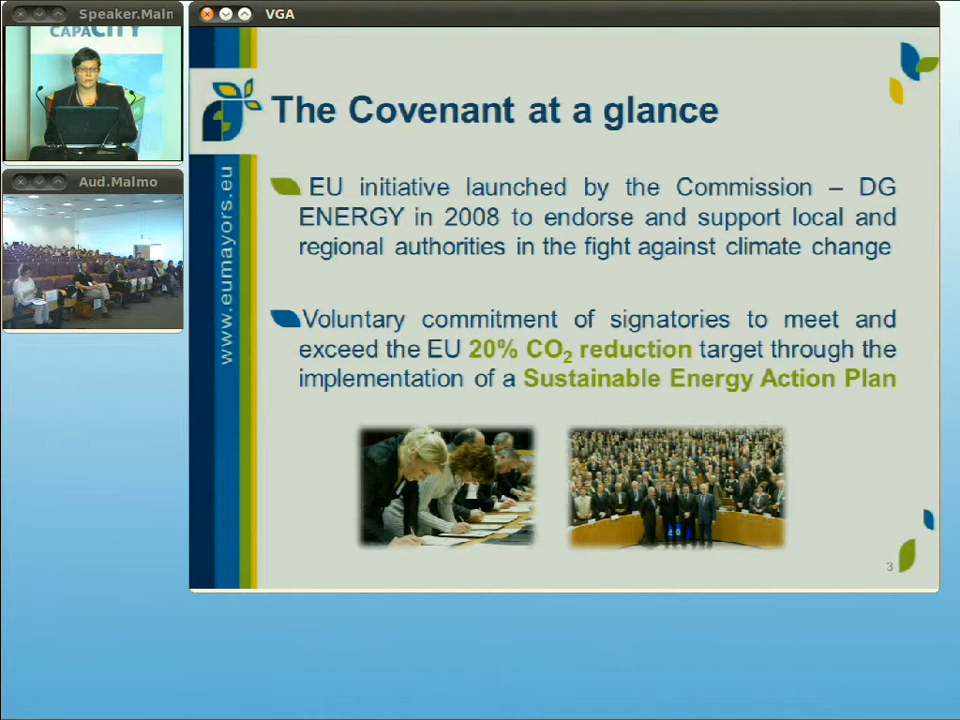 Speaker.Maln
CAPACITY
Aud.Malmo
VGA
The Covenant at a glance
EU initiative launched by the Commission – DG
ENERGY in 2008 to endorse and support local and
regional authorities in the fight against climate change
Voluntary commitment of signatories to meet and
exceed the EU 20% CO2 reduction target through the
implementation of a Sustainable Energy Action Plan
www.eumayors.eu
3